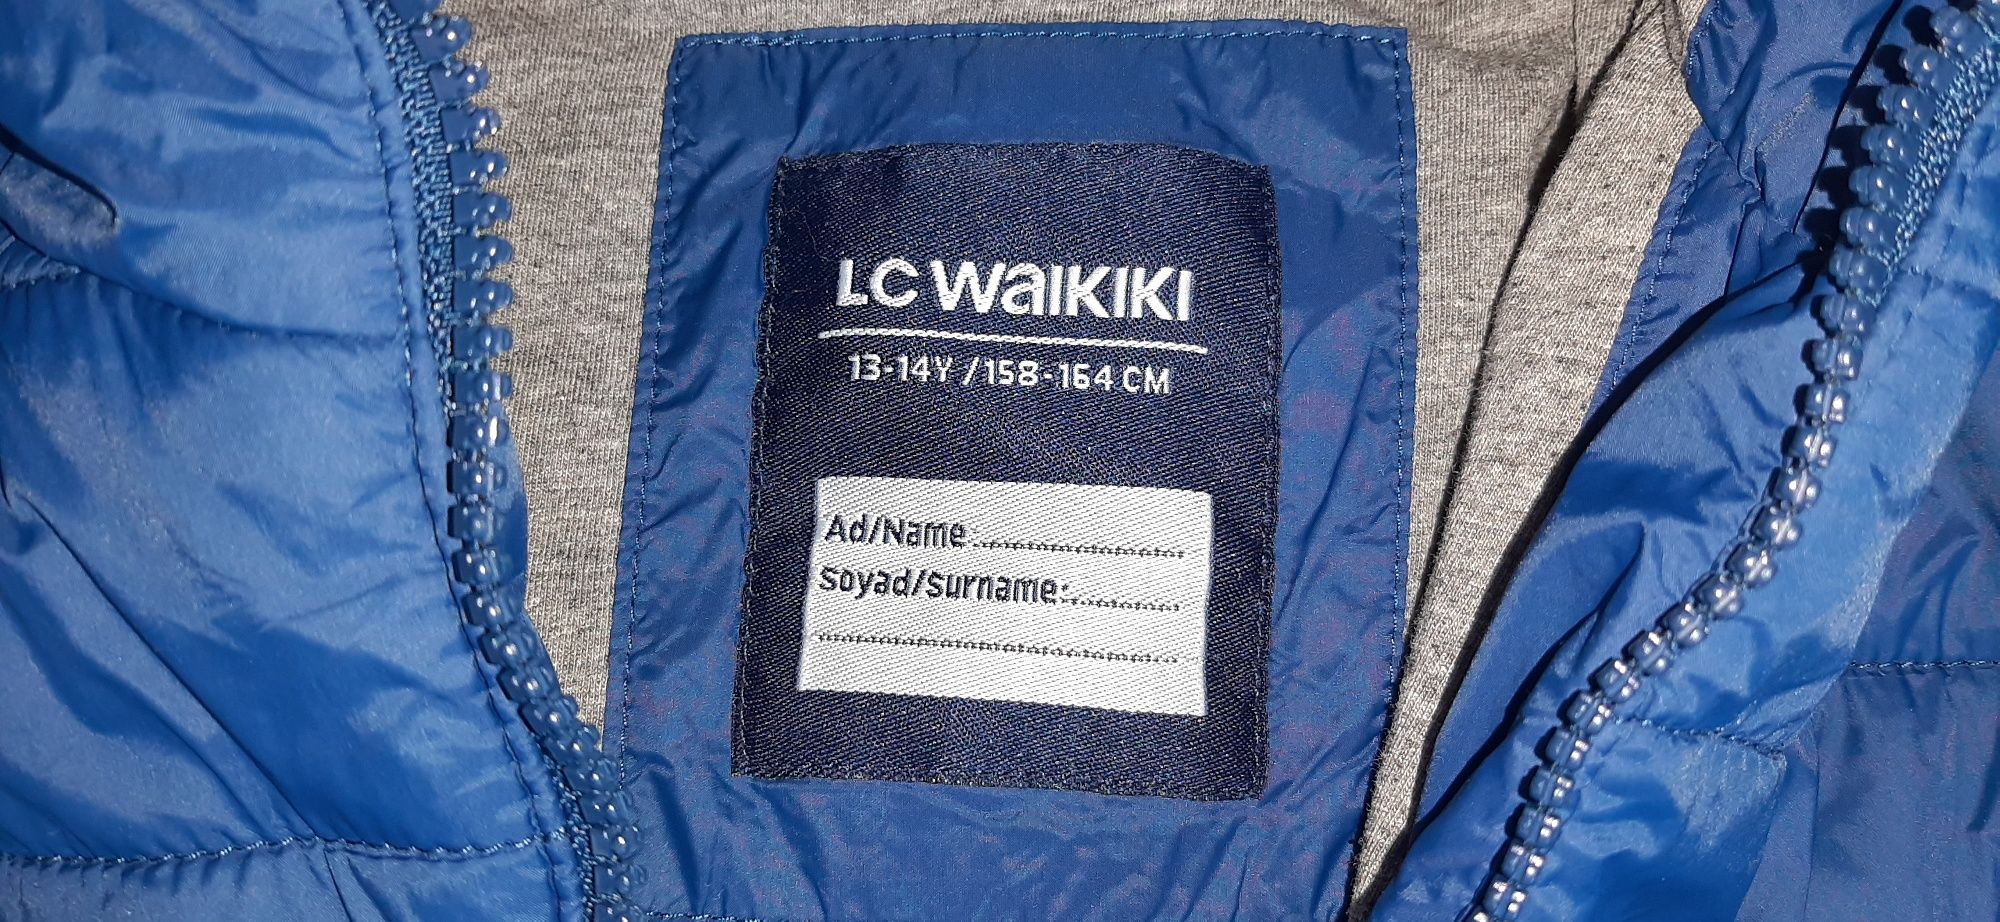 LC WAIKIKI
13-14Y / 158-164 CM
Ad/Name ....................
Soyad/Surname:............
..............................